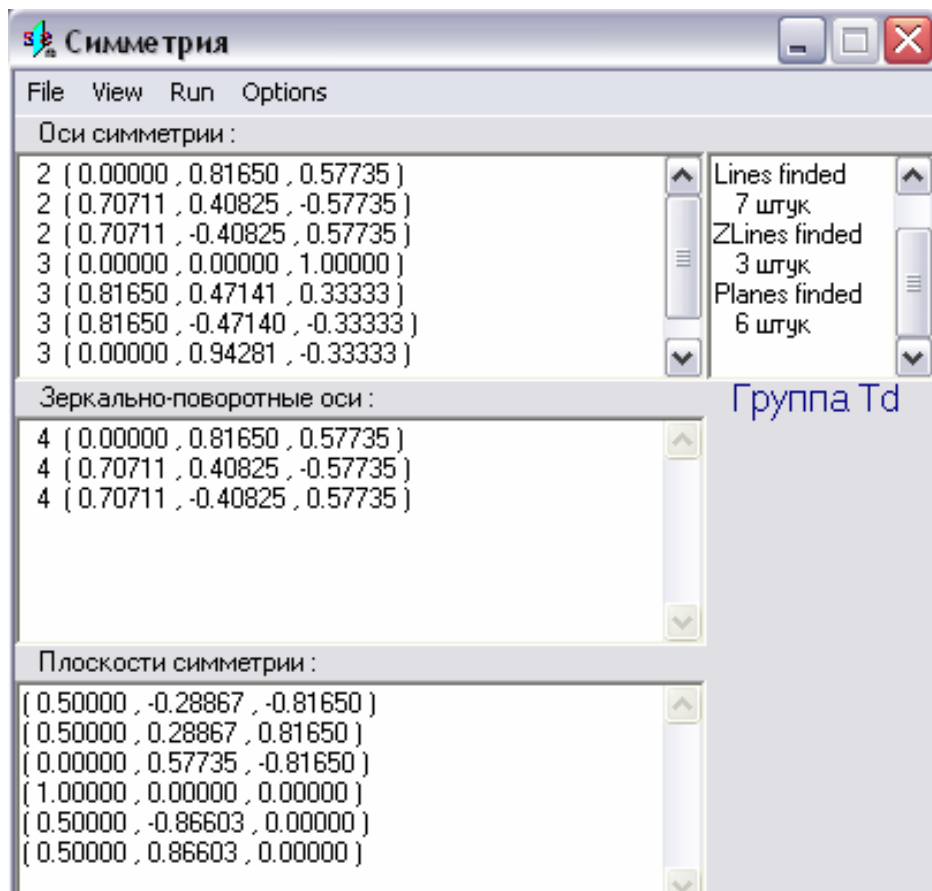 Симметрия
File View Run Options
Оси симметрии :
2 ( 0.00000 , 0.81650 , 0.57735 )
2 ( 0.70711 , 0.40825 , -0.57735 )
2 ( 0.70711 , -0.40825 , 0.57735 )
3 ( 0.00000 , 0.00000 , 1.00000 )
3 ( 0.81650 , 0.47141 , 0.33333 )
3 ( 0.81650 , -0.47140 , -0.33333 )
3 ( 0.00000 , 0.94281 , -0.33333 )
Lines finded
7 штук
ZLines finded
3 штук
Planes finded
6 штук
Группа Td
Зеркально-поворотные оси :
4 ( 0.00000 , 0.81650 , 0.57735 )
4 ( 0.70711 , 0.40825 , -0.57735 )
4 ( 0.70711 , -0.40825 , 0.57735 )
Плоскости симметрии :
( 0.50000 , -0.28867 , -0.81650 )
( 0.50000 , 0.28867 , 0.81650 )
( 0.00000 , 0.57735 , -0.81650 )
( 1.00000 , 0.00000 , 0.00000 )
( 0.50000 , -0.86603 , 0.00000 )
( 0.50000 , 0.86603 , 0.00000 )